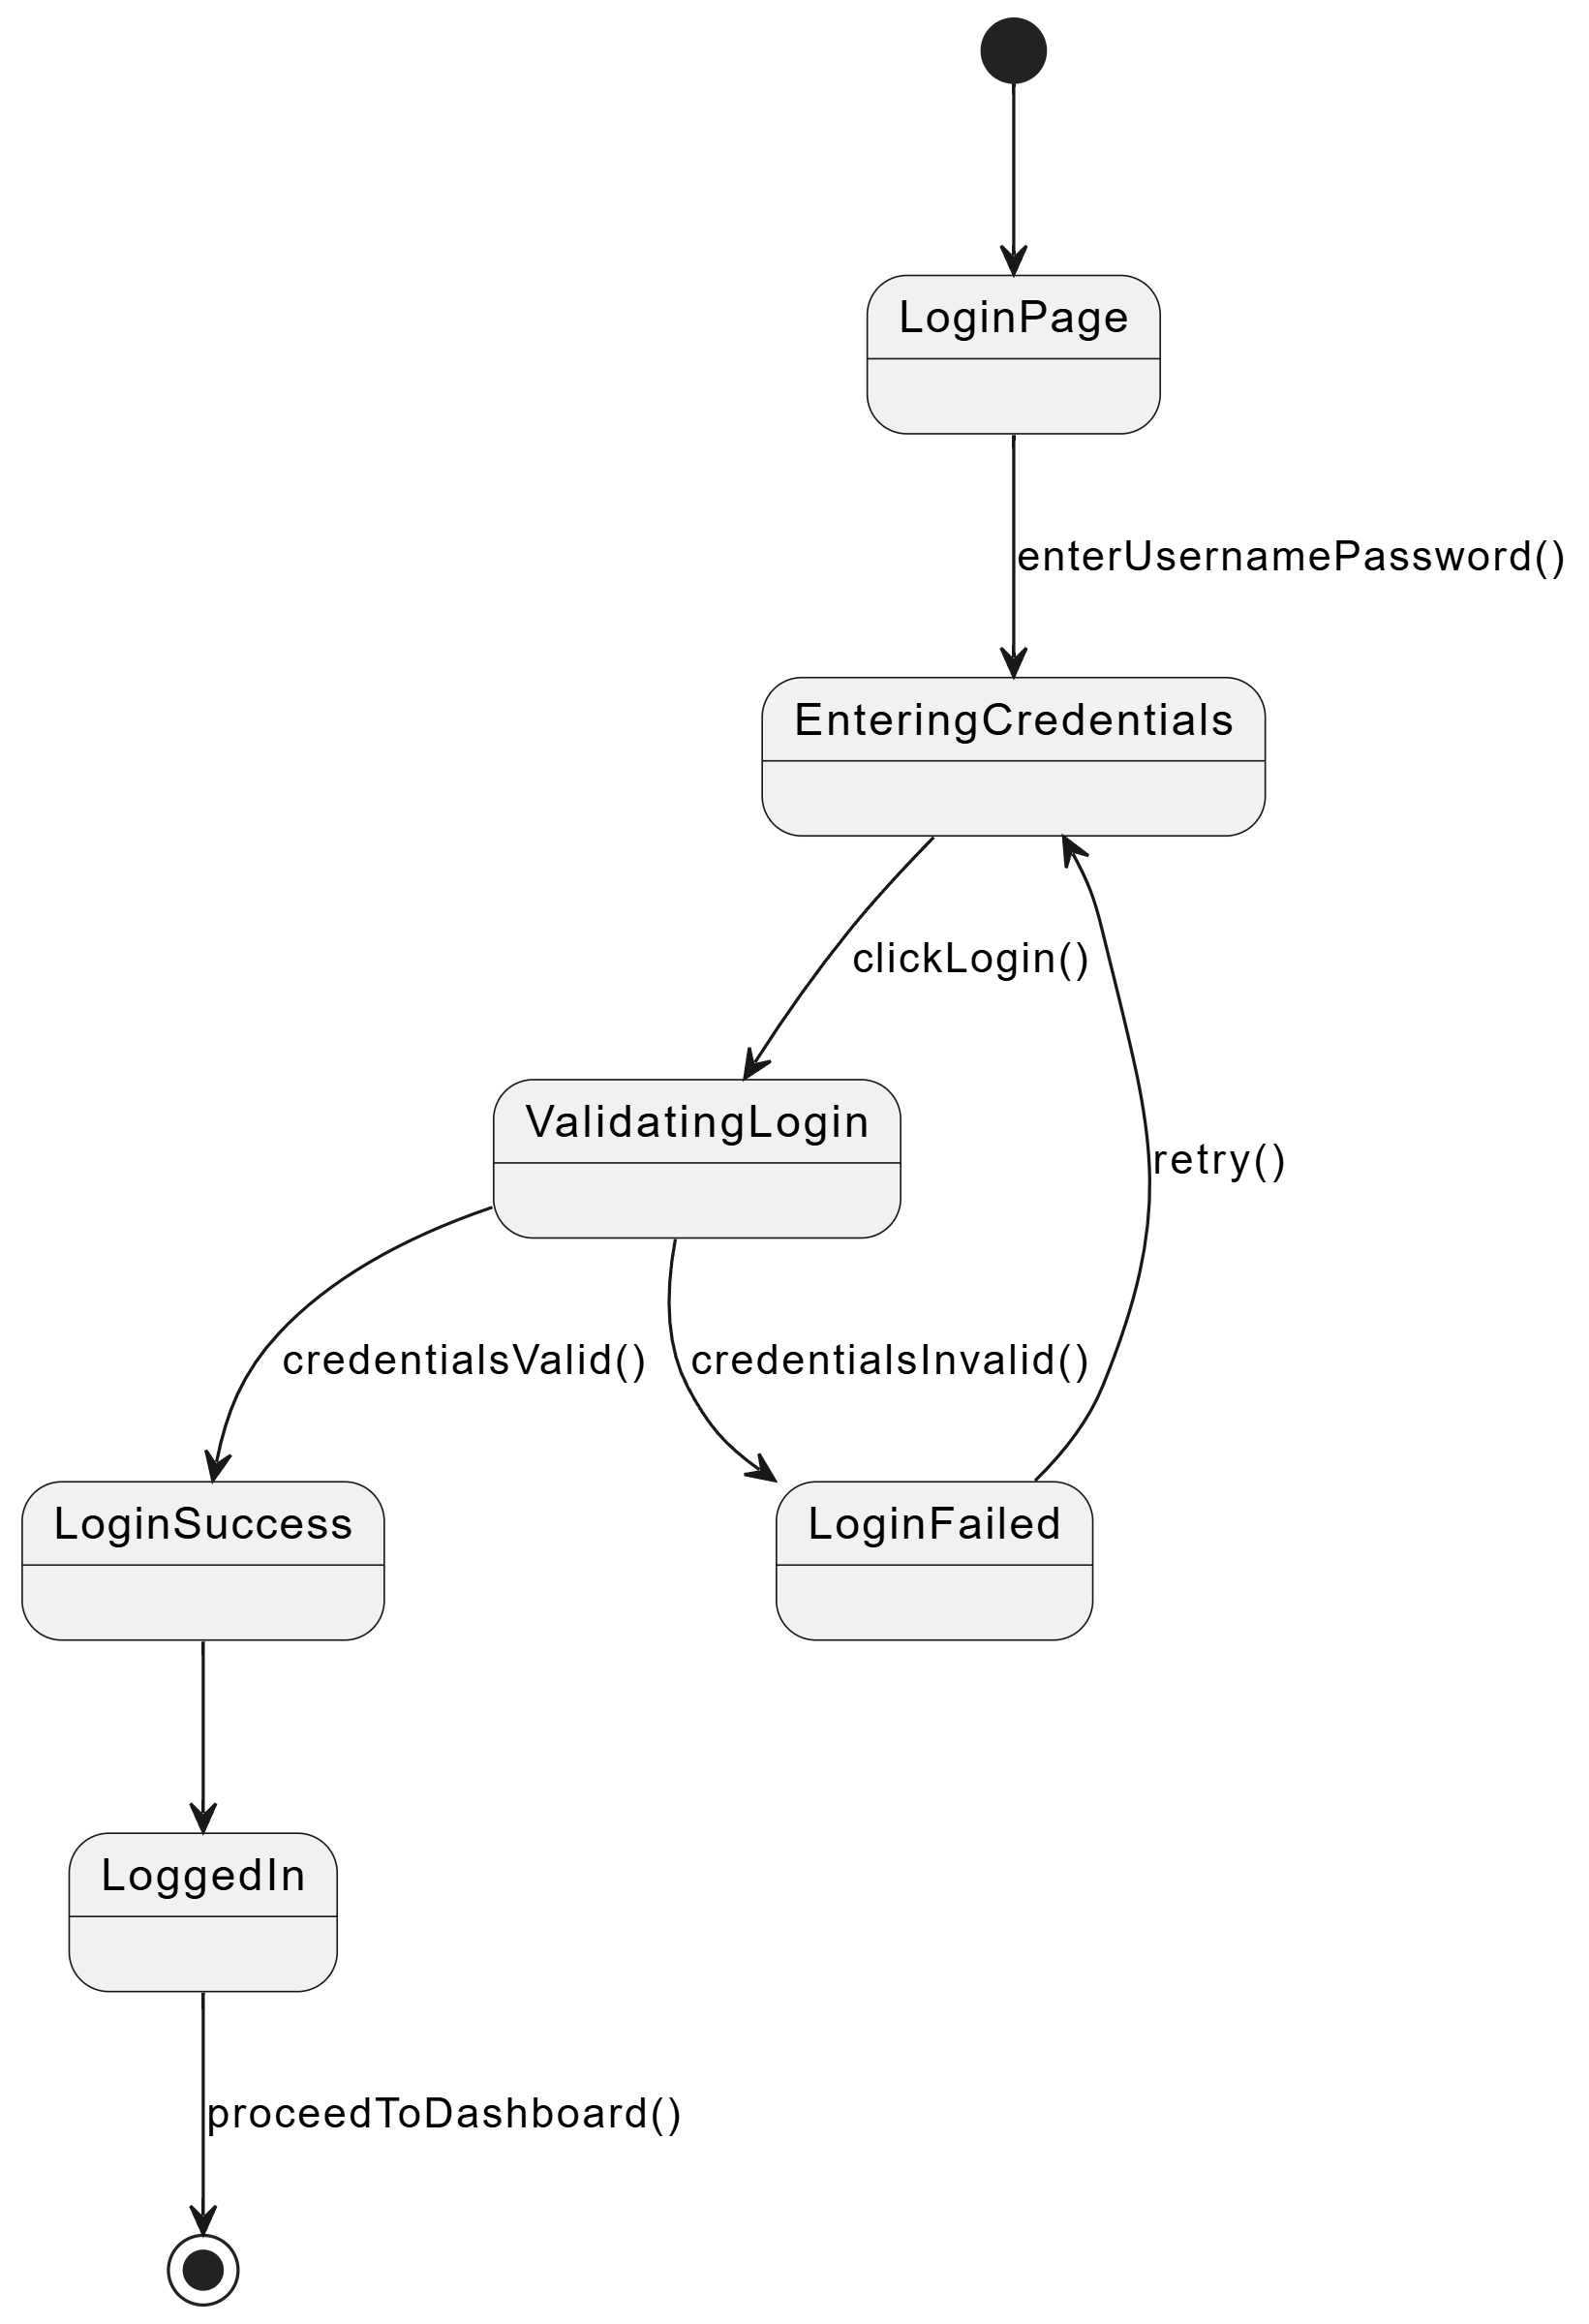 LoginPage
enterUsernamePassword()
EnteringCredentials
clickLogin()
ValidatingLogin
retry()
credentialsValid()
credentialsInvalid()
LoginSuccess
LoginFailed
LoggedIn
proceedToDashboard()